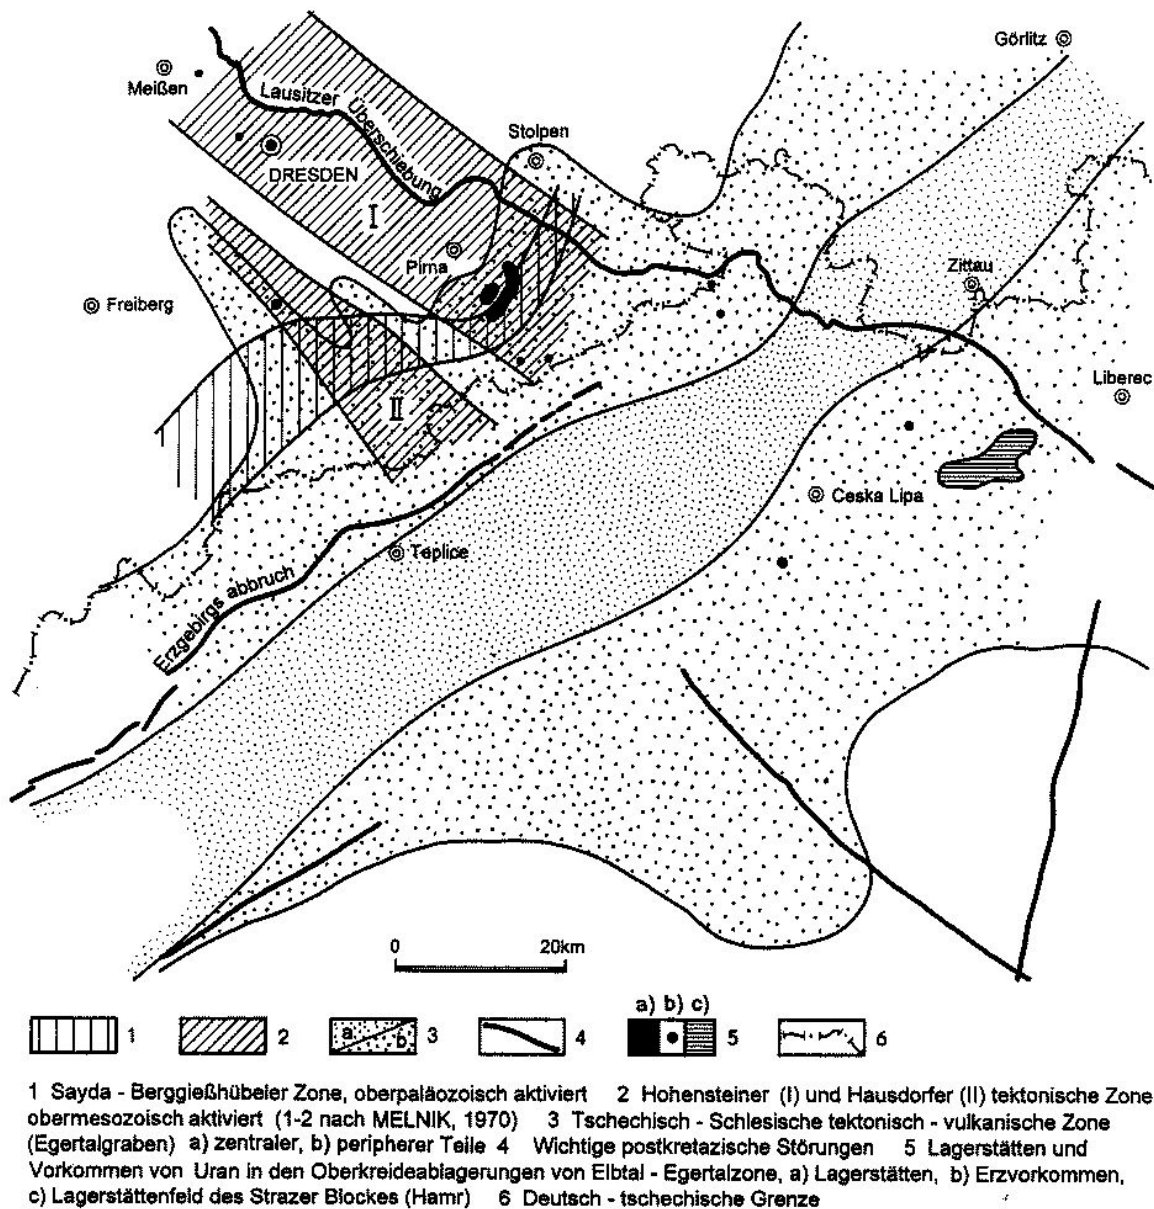 Görlitz
Meißen
Lausitzer Überschiebung
Stolpen
DRESDEN
I
Pirna
Zittau
Freiberg
Liberec
II
Ceska Lipa
Teplice
Erzgebirgs abbruch
0 20km
a) b) c)
1 2 a b 3 4 5 6
1 Sayda - Berggießhübeler Zone, oberpaläozoisch aktiviert 2 Hohensteiner (I) und Hausdorfer (II) tektonische Zone
obermesozoisch aktiviert (1-2 nach MELNIK, 1970) 3 Tschechisch - Schlesische tektonisch - vulkanische Zone
(Egertalgraben) a) zentraler, b) peripherer Teile 4 Wichtige postkretazische Störungen 5 Lagerstätten und
Vorkommen von Uran in den Oberkreideablagerungen von Elbtal - Egertalzone, a) Lagerstätten, b) Erzvorkommen,
c) Lagerstättenfeld des Strazer Blockes (Hamr) 6 Deutsch - tschechische Grenze